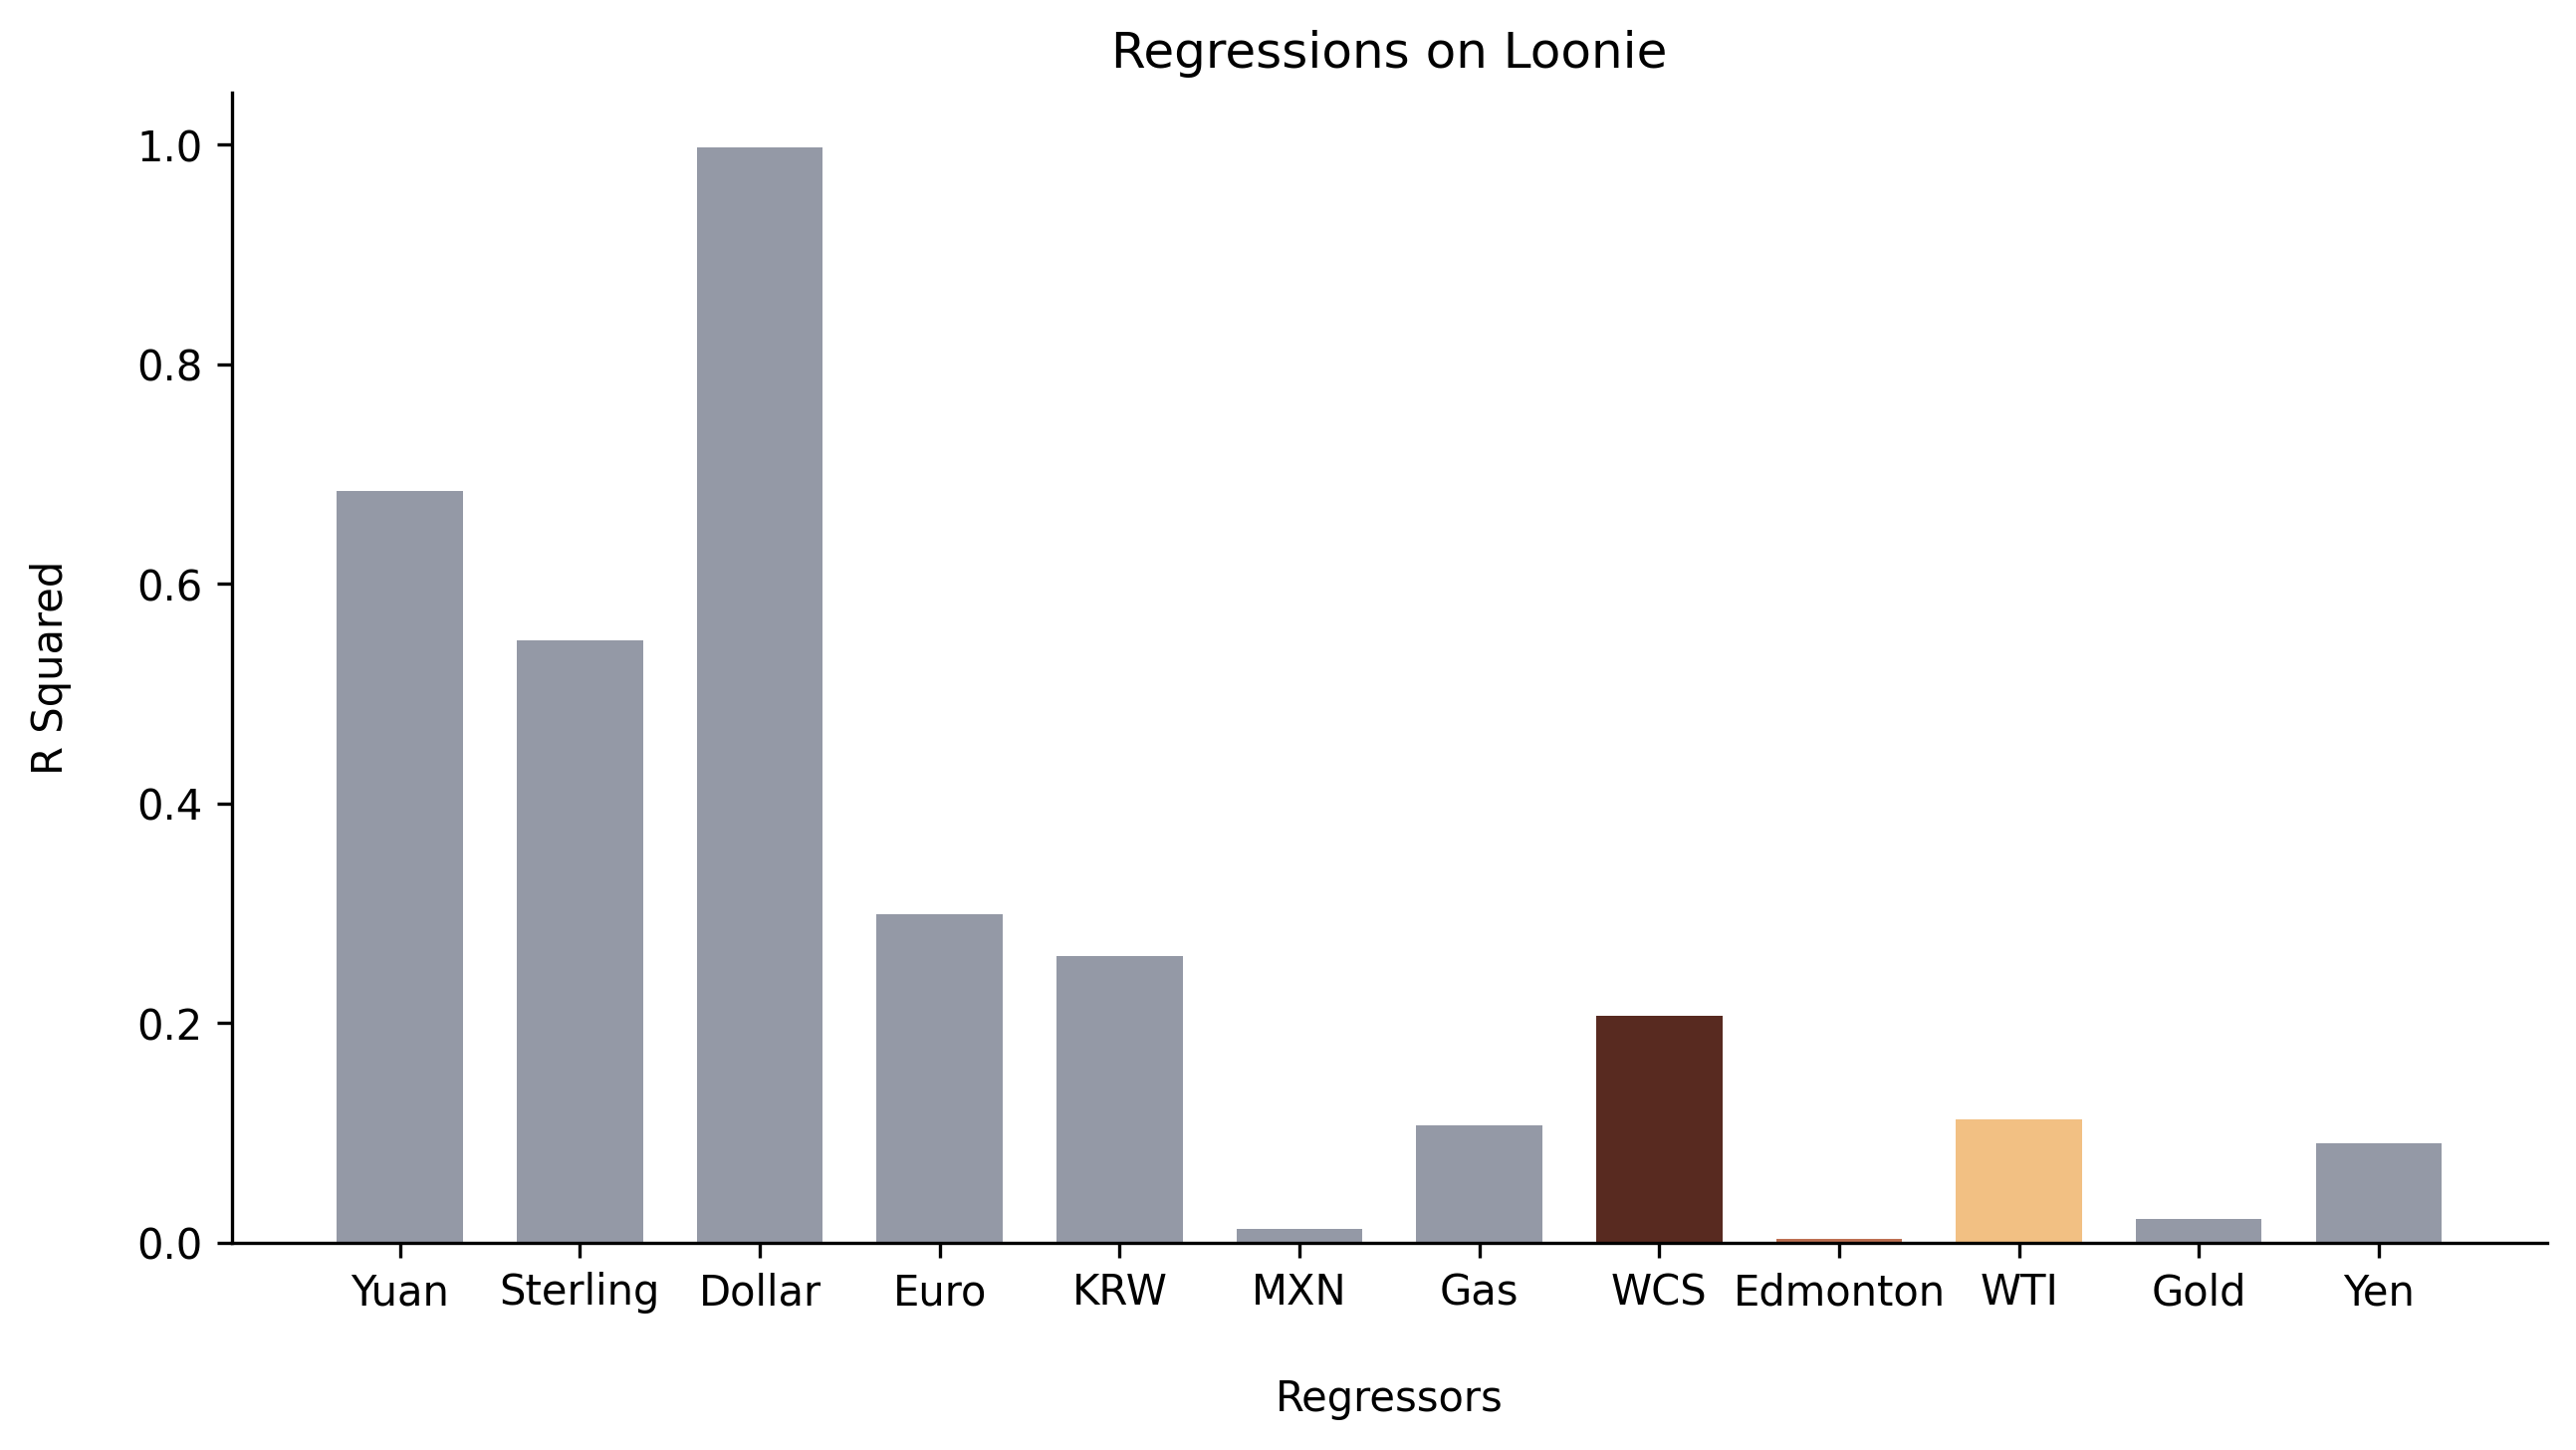 Regressions on Loonie
R Squared
1.0
0.8
0.6
0.4
0.2
0.0
Yuan Sterling Dollar Euro KRW MXN Gas WCS Edmonton WTI Gold Yen
Regressors